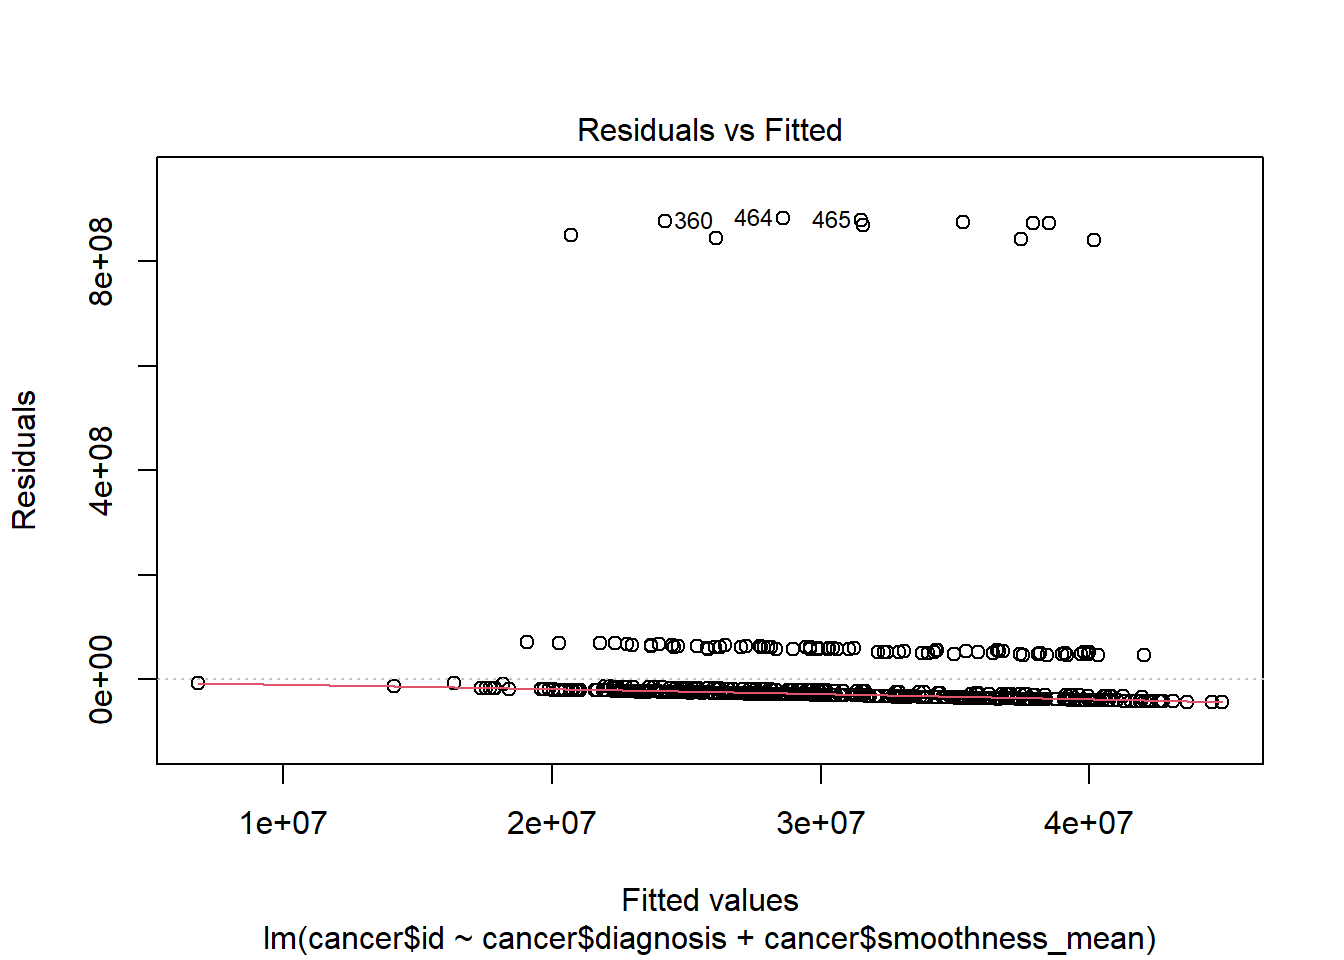 Residuals vs Fitted
Residuals
8e+08
4e+08
0e+00
360
464
465
1e+07
2e+07
3e+07
4e+07
Fitted values
lm(cancer$id ~ cancer$diagnosis + cancer$smoothness_mean)